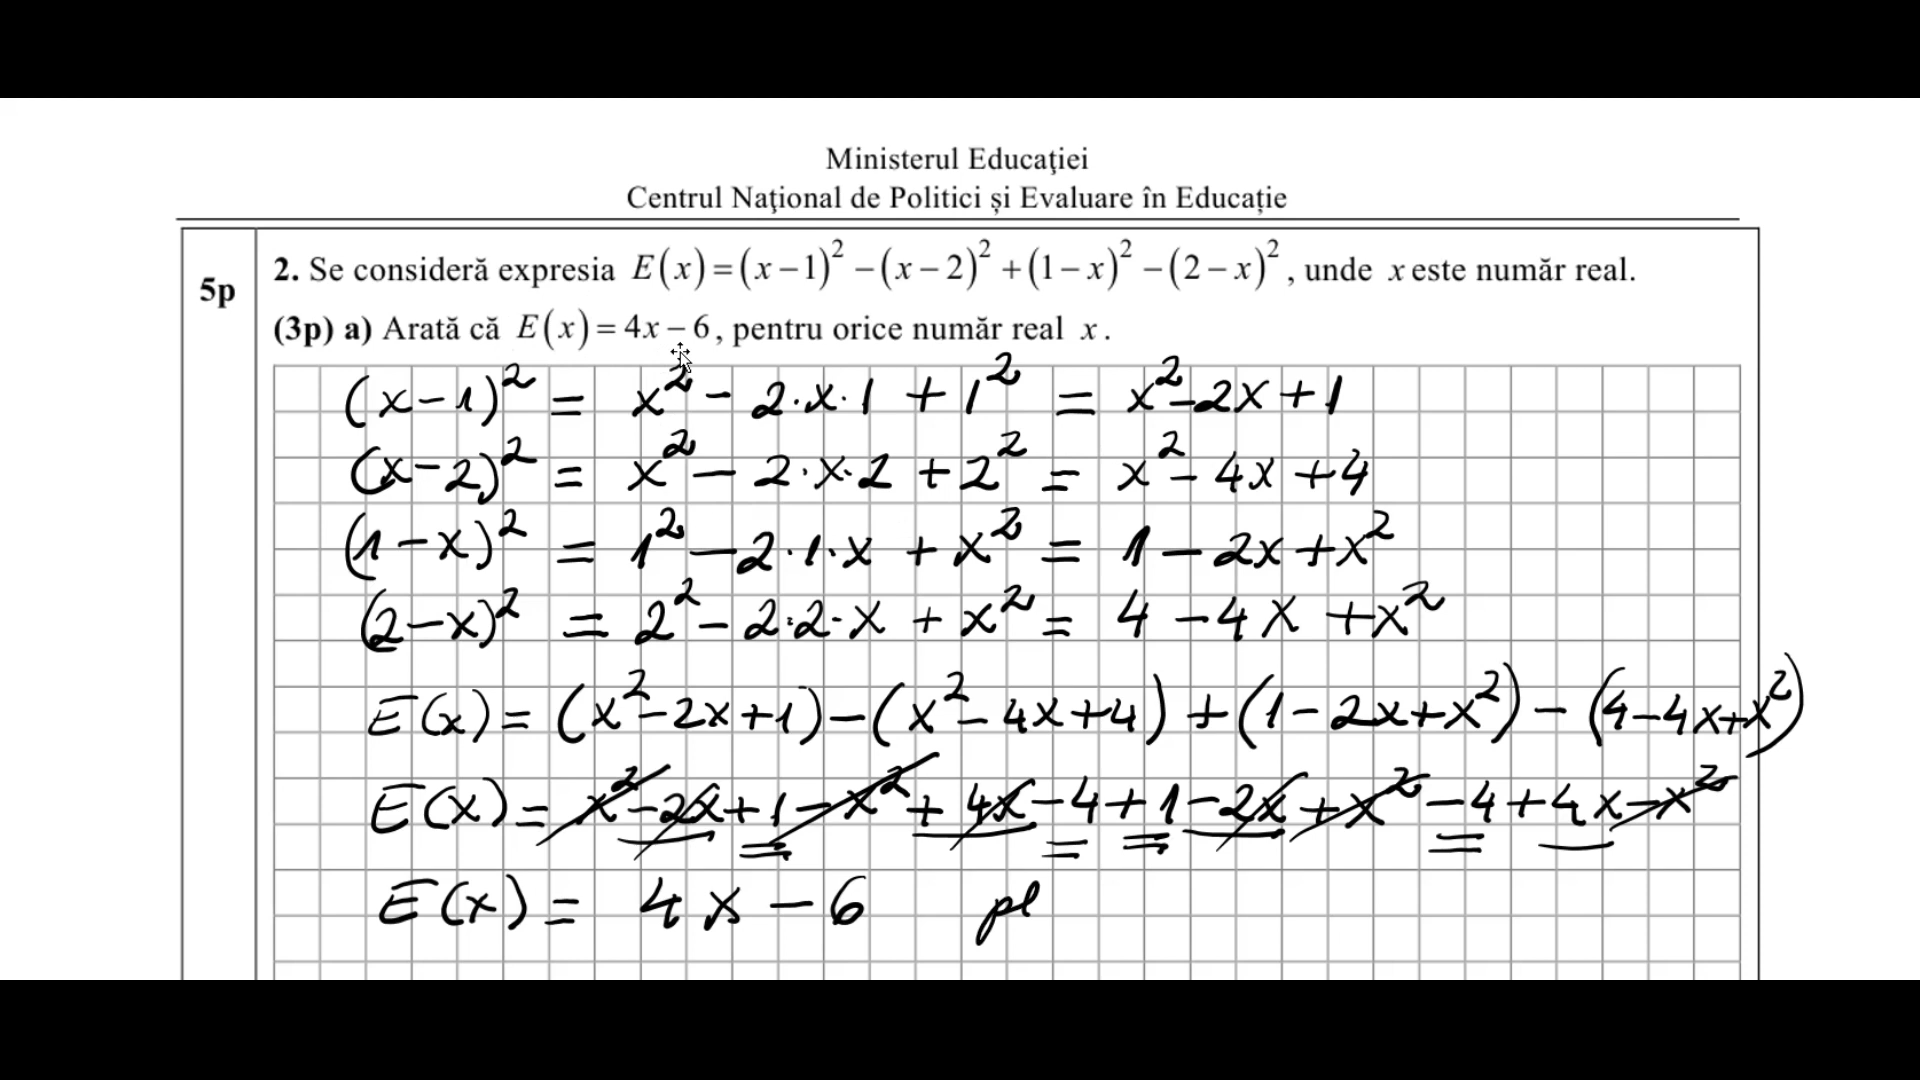 Ministerul Educaţiei
Centrul Naţional de Politici și Evaluare în Educație
5p
2. Se consideră expresia E(x)=(x−1)²−(x−2)²+(1−x)²−(2−x)², unde x este număr real.
(3p) a) Arată că E(x)=4x−6, pentru orice număr real x.
(x−1)² = x² − 2·x·1 + 1² = x²−2x+1
(x−2)² = x² − 2·x·2 + 2² = x²−4x+4
(1−x)² = 1² − 2·1·x + x² = 1−2x+x²
(2−x)² = 2² − 2·2·x + x² = 4−4x+x²
E(x) = (x²−2x+1)−(x²−4x+4)+(1−2x+x²)−(4−4x+x²)
E(x) = x²−2x+1−x²+4x−4+1−2x+x²−4+4x−x²
E(x) = 4x−6 pt